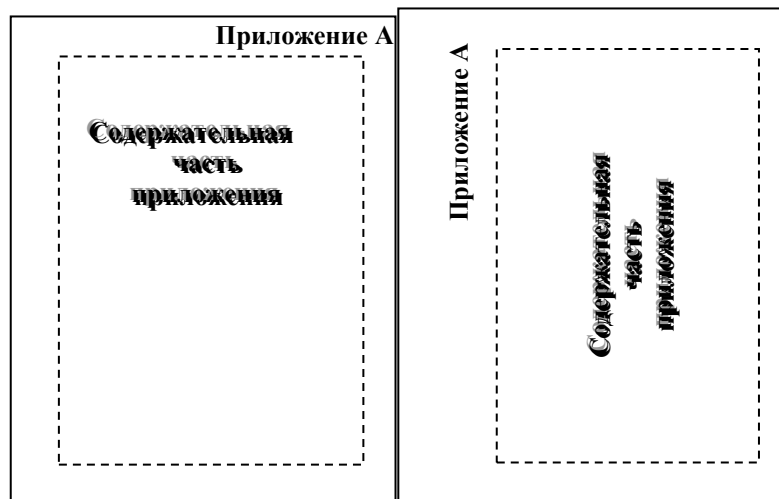 Приложение А
Содержательная
часть
приложения
Приложение А
Содержательная
часть
приложения